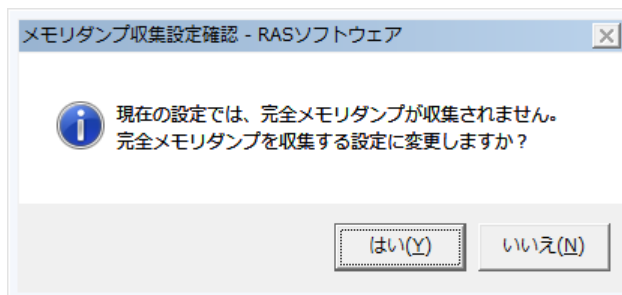 メモリダンプ収集設定確認 - RASソフトウェア
現在の設定では、完全メモリダンプが収集されません。
完全メモリダンプを収集する設定に変更しますか？
はい(Y)
いいえ(N)